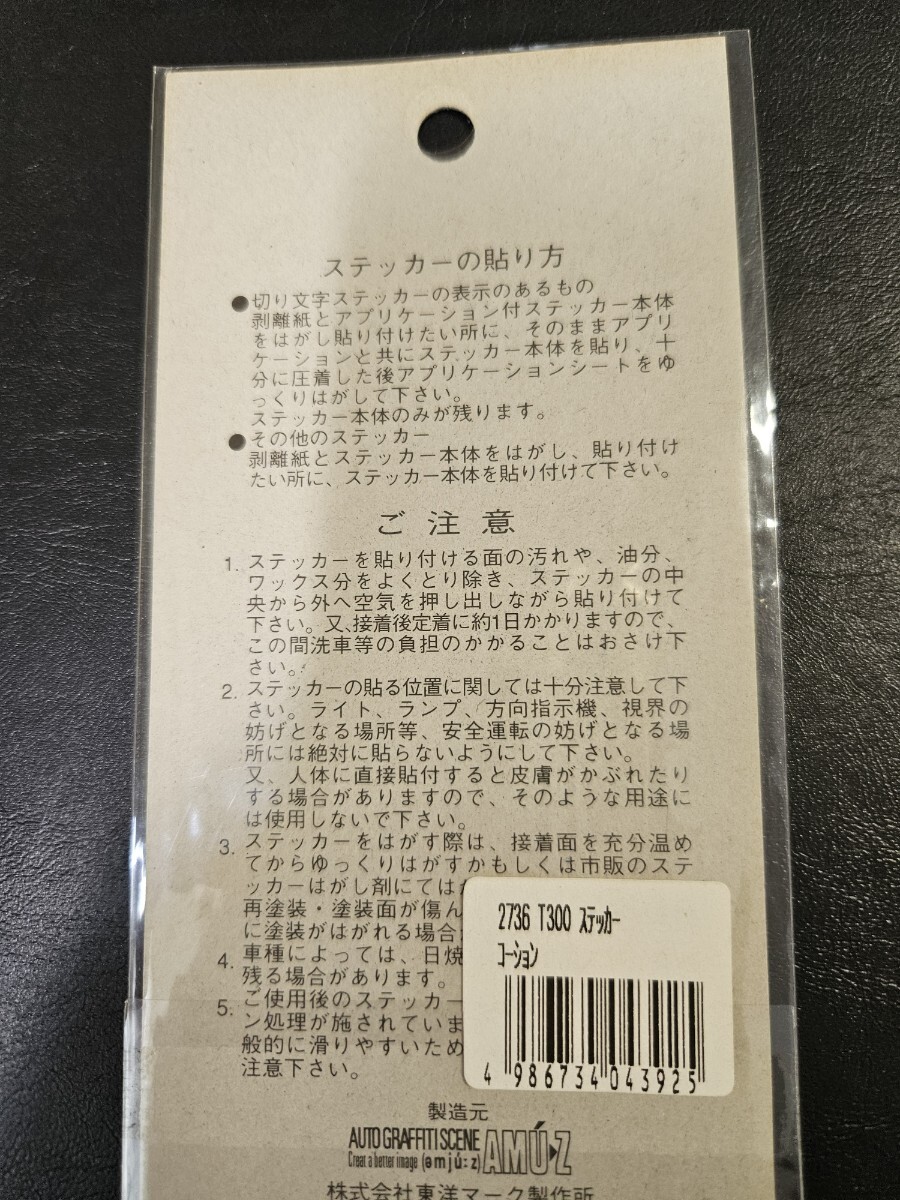 ステッカーの貼り方
●切り文字ステッカーの表示のあるもの
剥離紙とアプリケーション付ステッカー本体
をはがし貼り付けたい所に、そのままアプリ
ケーションと共にステッカー本体を貼り、十
分に圧着した後アプリケーションシートをゆ
っくりはがして下さい。
ステッカー本体のみが残ります。
●その他のステッカー
剥離紙とステッカー本体をはがし、貼り付け
たい所に、ステッカー本体を貼り付けて下さい。
ご注意
1. ステッカーを貼り付ける面の汚れや、油分、
ワックス分をよくとり除き、ステッカーの中
央から外へ空気を押し出しながら貼り付けて
下さい。又、接着後定着に約1日かかりますので、
この間洗車等の負担のかかることはおさけ下
さい。
2. ステッカーの貼る位置に関しては十分注意して下
さい。ライト、ランプ、方向指示機、視界の
妨げとなる場所等、安全運転の妨げとなる場
所には絶対に貼らないようにして下さい。
又、人体に直接貼付すると皮膚がかぶれたり
する場合がありますので、そのような用途に
は使用しないで下さい。
3. ステッカーをはがす際は、接着面を充分温め
てからゆっくりはがすかもしくは市販のステ
ッカーはがし剤にては
再塗装・塗装面が傷ん
に塗装がはがれる場合
4. 車種によっては、日焼
残る場合があります。
5. ご使用後のステッカー
ン処理が施されていま
般的に滑りやすいため
注意下さい。
2736 T300 ステッカー
コーション
4 986734 043925
製造元
AUTO GRAFFITI SCENE AMÚ·Z
Creat a better image (əmjú:z)
株式会社東洋マーク製作所